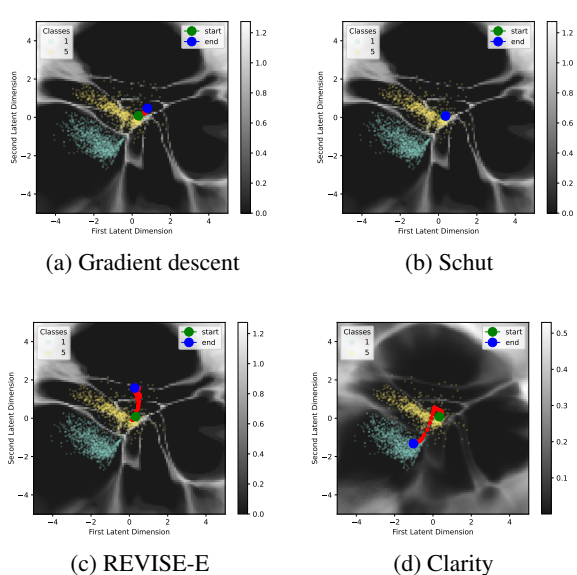 Classes
1
5
start
end
4
2
0
−2
−4
Second Latent Dimension
−4 −2 0 2 4
First Latent Dimension
1.2
1.0
0.8
0.6
0.4
0.2
0.0
(a) Gradient descent
Classes
1
5
start
end
4
2
0
−2
−4
Second Latent Dimension
−4 −2 0 2 4
First Latent Dimension
1.2
1.0
0.8
0.6
0.4
0.2
0.0
(b) Schut
Classes
1
5
start
end
4
2
0
−2
−4
Second Latent Dimension
−4 −2 0 2 4
First Latent Dimension
1.2
1.0
0.8
0.6
0.4
0.2
0.0
(c) REVISE-E
Classes
1
5
start
end
4
2
0
−2
−4
Second Latent Dimension
−4 −2 0 2 4
First Latent Dimension
0.5
0.4
0.3
0.2
0.1
(d) Clarity